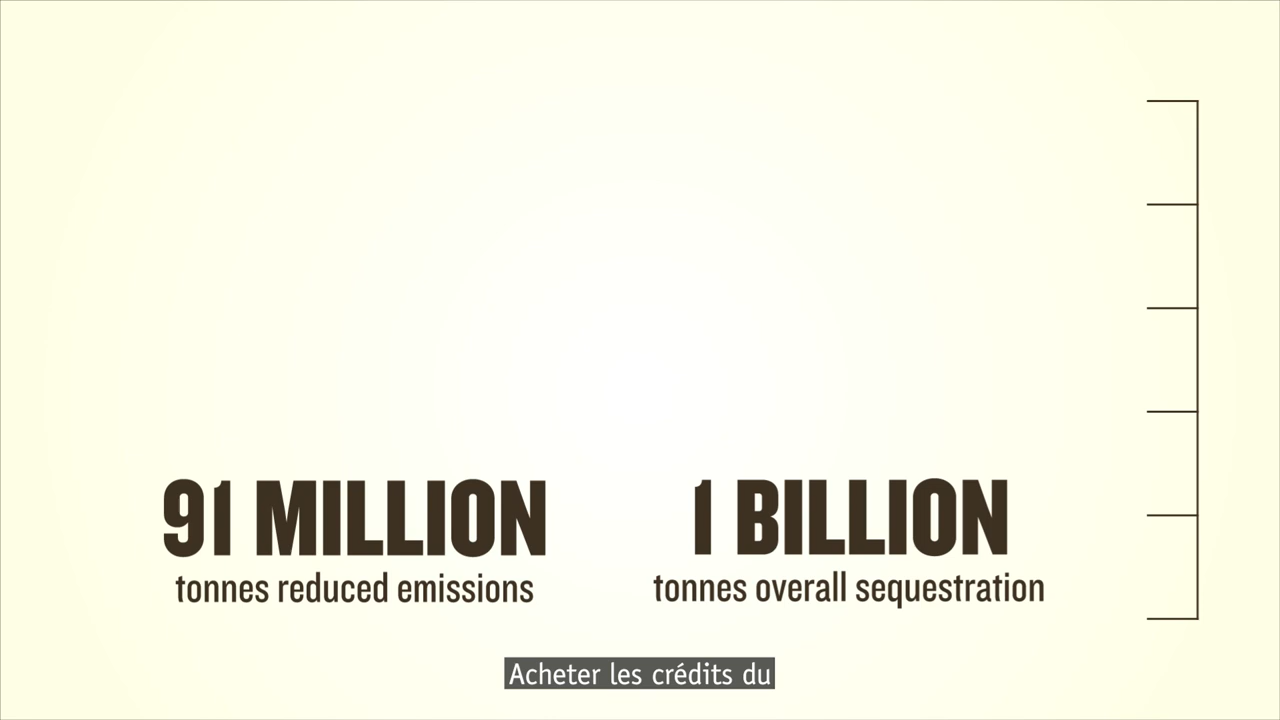 91 MILLION
tonnes reduced emissions
1 BILLION
tonnes overall sequestration
Acheter les crédits du